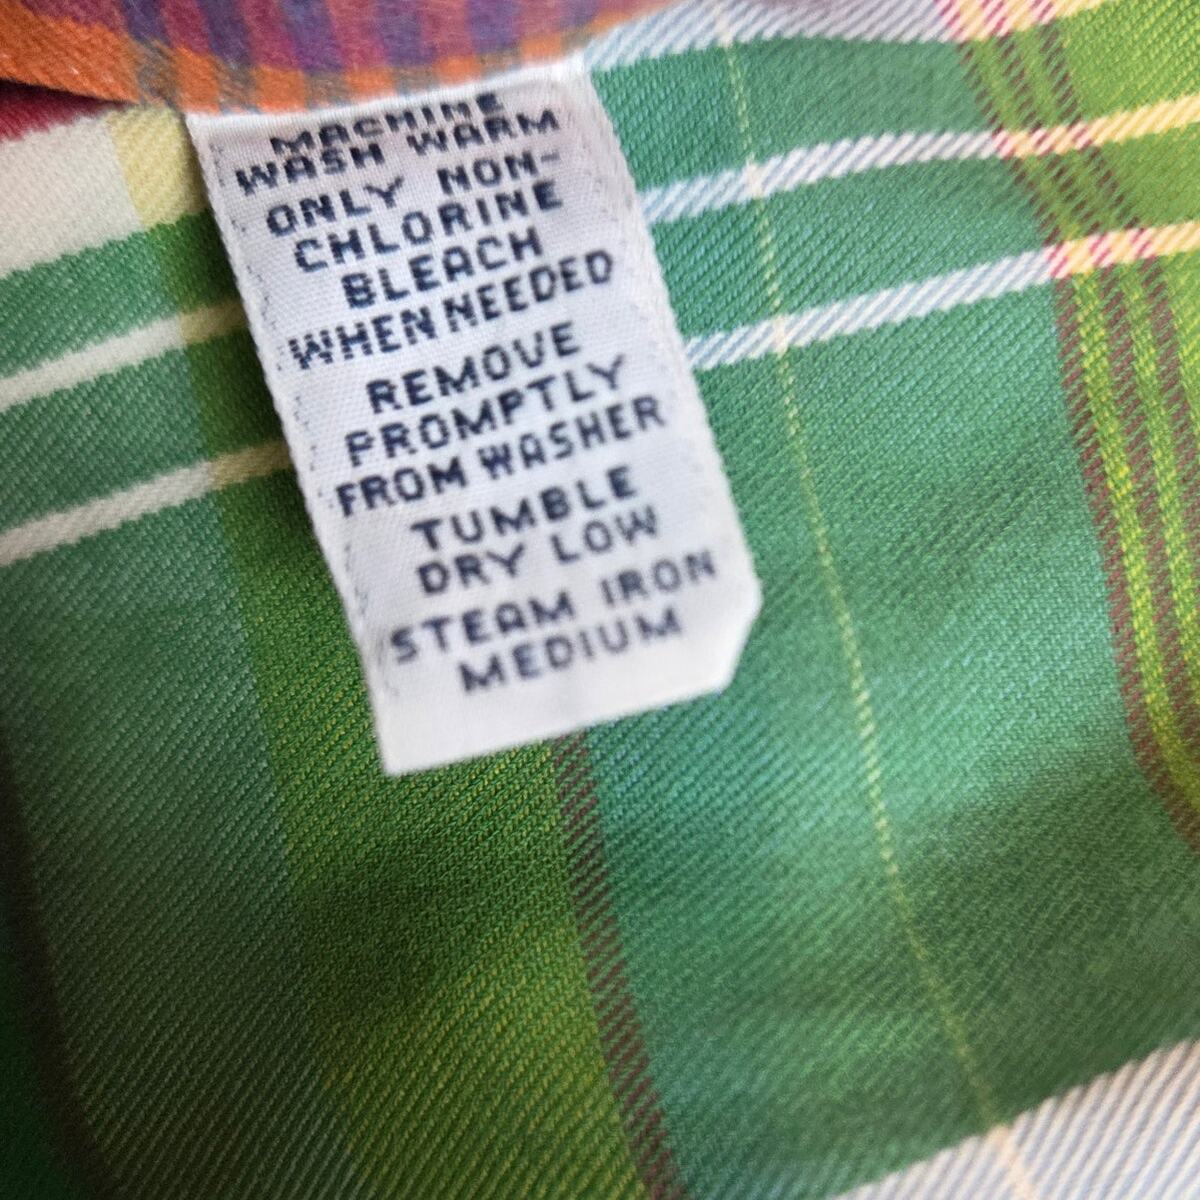 MACHINE
WASH WARM
ONLY NON-
CHLORINE
BLEACH
WHEN NEEDED
REMOVE
PROMPTLY
FROM WASHER
TUMBLE
DRY LOW
STEAM IRON
MEDIUM